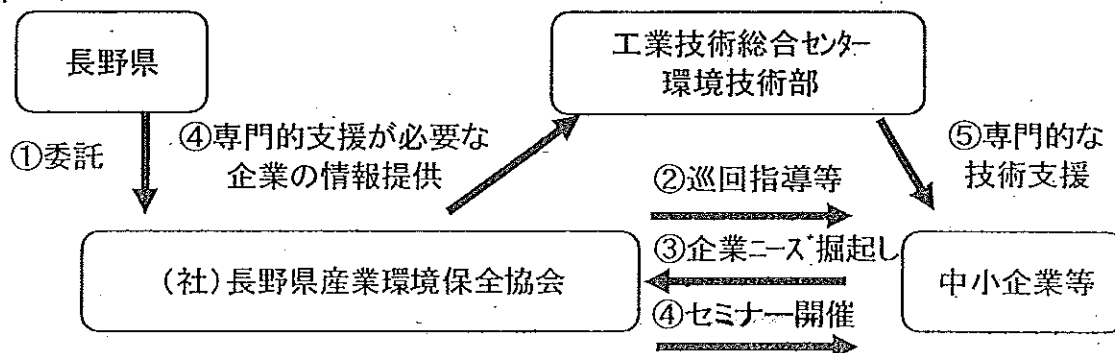 長野県
工業技術総合センター
環境技術部
①委託
④専門的支援が必要な
企業の情報提供
⑤専門的な
技術支援
②巡回指導等
③企業ニーズ掘起し
(社)長野県産業環境保全協会
中小企業等
④セミナー開催